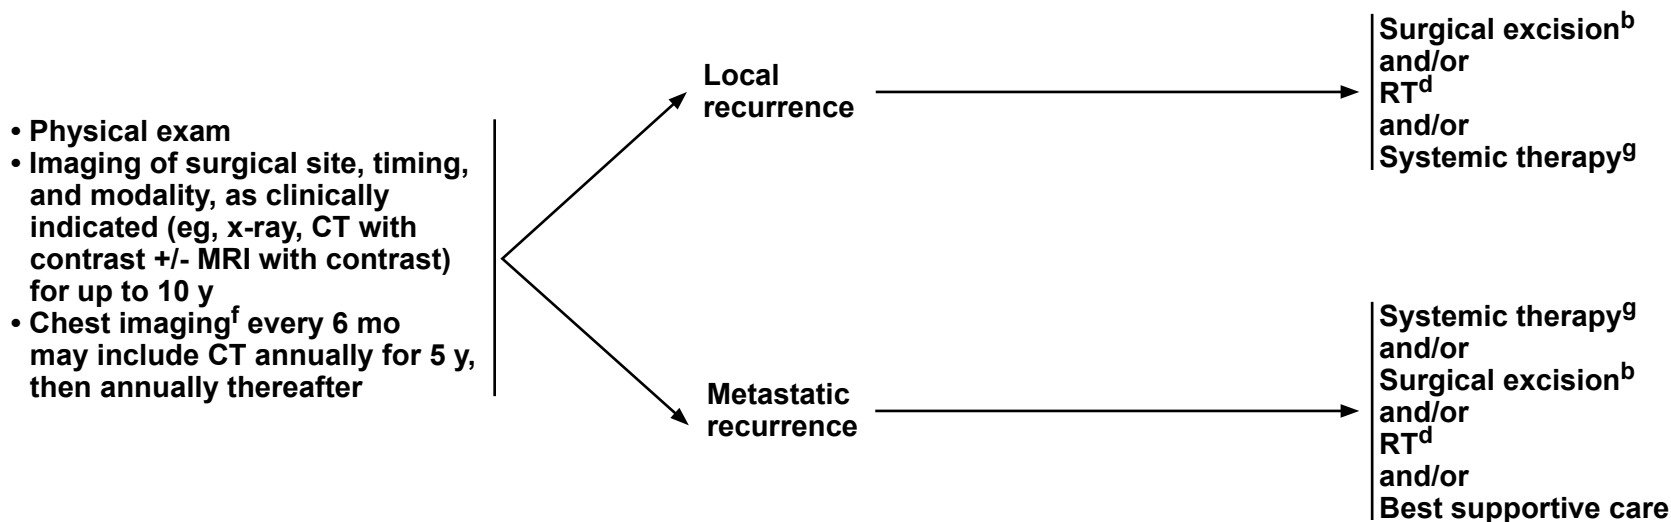 • Physical exam
• Imaging of surgical site, timing,
and modality, as clinically
indicated (eg, x-ray, CT with
contrast +/- MRI with contrast)
for up to 10 y
• Chest imagingᶠ every 6 mo
may include CT annually for 5 y,
then annually thereafter
Local
recurrence
Surgical excisionᵇ
and/or
RTᵈ
and/or
Systemic therapyᵍ
Metastatic
recurrence
Systemic therapyᵍ
and/or
Surgical excisionᵇ
and/or
RTᵈ
and/or
Best supportive care